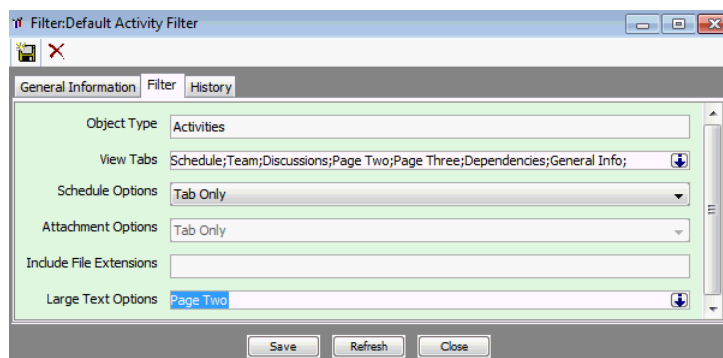 Filter:Default Activity Filter
General Information Filter History
Object Type Activities
View Tabs Schedule;Team;Discussions;Page Two;Page Three;Dependencies;General Info;
Schedule Options Tab Only
Attachment Options Tab Only
Include File Extensions
Large Text Options Page Two
Save Refresh Close